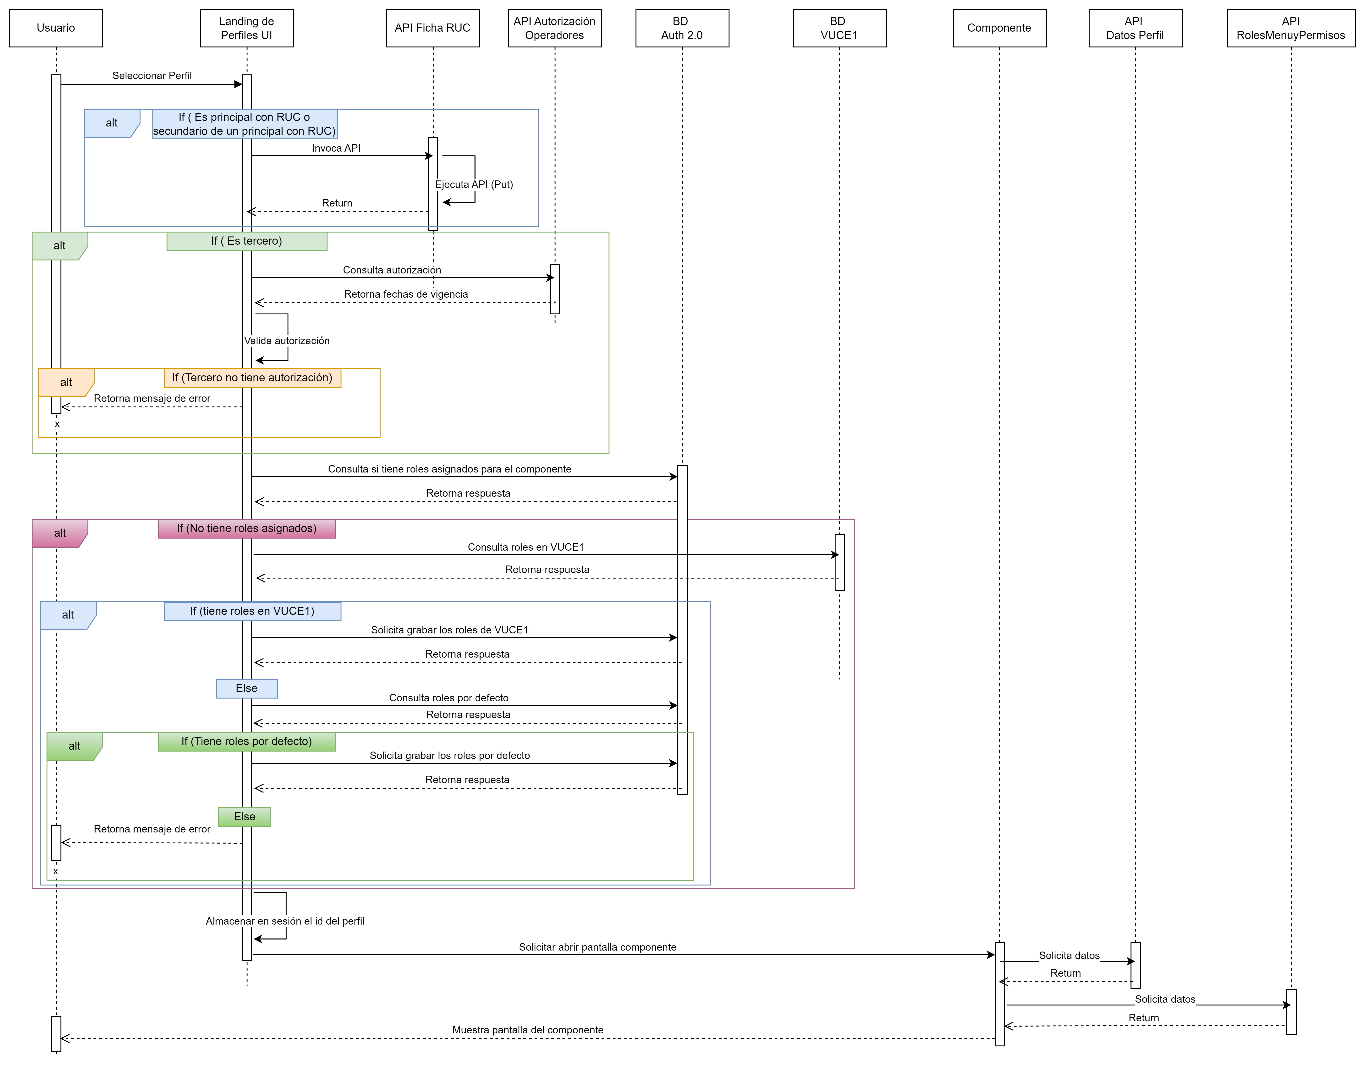 Usuario
Landing de
Perfiles UI
API Ficha RUC
API Autorización
Operadores
BD
Auth 2.0
BD
VUCE1
Componente
API
Datos Perfil
API
RolesMenuyPermisos
Seleccionar Perfil
alt
If ( Es principal con RUC o
secundario de un principal con RUC)
Invoca API
Ejecuta API (Put)
Return
alt
If ( Es tercero)
Consulta autorización
Retorna fechas de vigencia
Valida autorización
alt
If (Tercero no tiene autorización)
Retorna mensaje de error
x
Consulta si tiene roles asignados para el componente
Retorna respuesta
alt
If (No tiene roles asignados)
Consulta roles en VUCE1
Retorna respuesta
alt
If (tiene roles en VUCE1)
Solicita grabar los roles de VUCE1
Retorna respuesta
Else
Consulta roles por defecto
Retorna respuesta
alt
If (Tiene roles por defecto)
Solicita grabar los roles por defecto
Retorna respuesta
Else
Retorna mensaje de error
x
Almacenar en sesión el id del perfil
Solicitar abrir pantalla componente
Solicita datos
Return
Solicita datos
Return
Muestra pantalla del componente